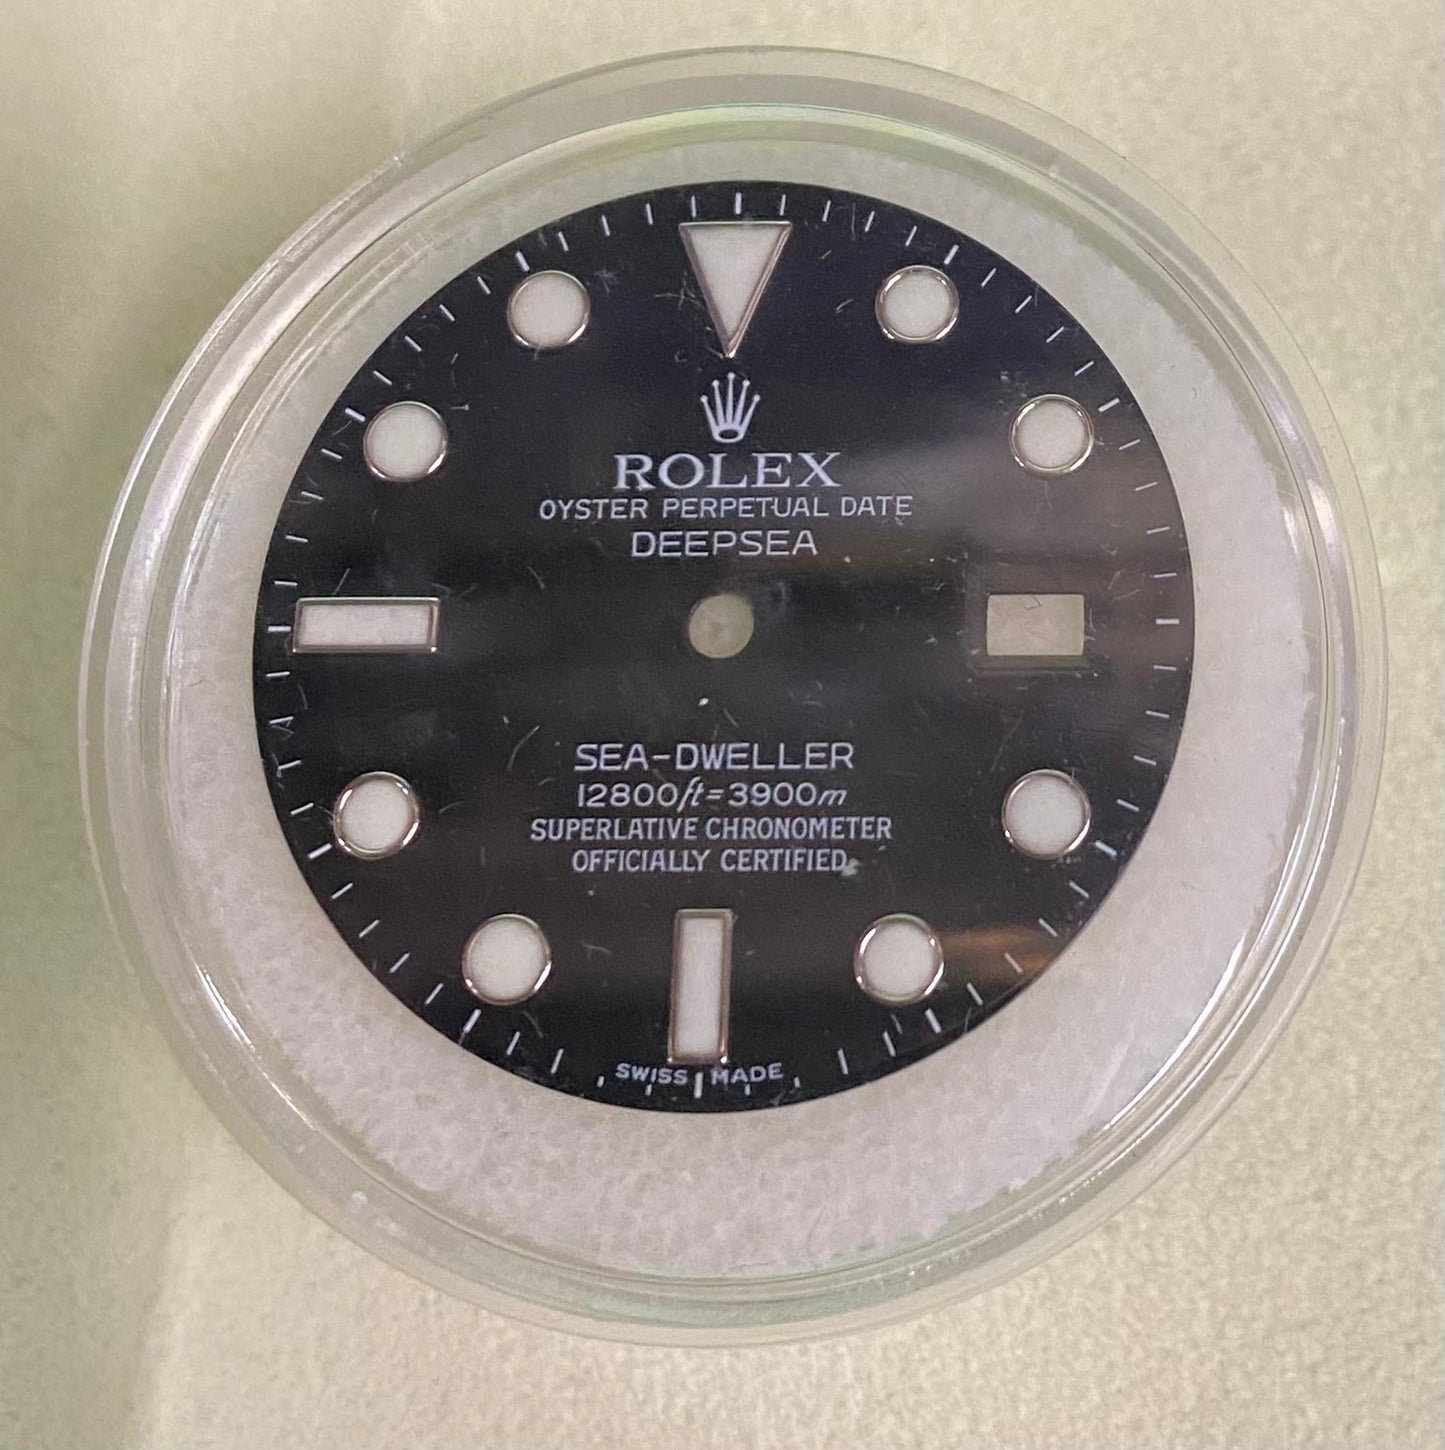 ROLEX
OYSTER PERPETUAL DATE
DEEPSEA
SEA-DWELLER
12800ft=3900m
SUPERLATIVE CHRONOMETER
OFFICIALLY CERTIFIED
SWISS MADE